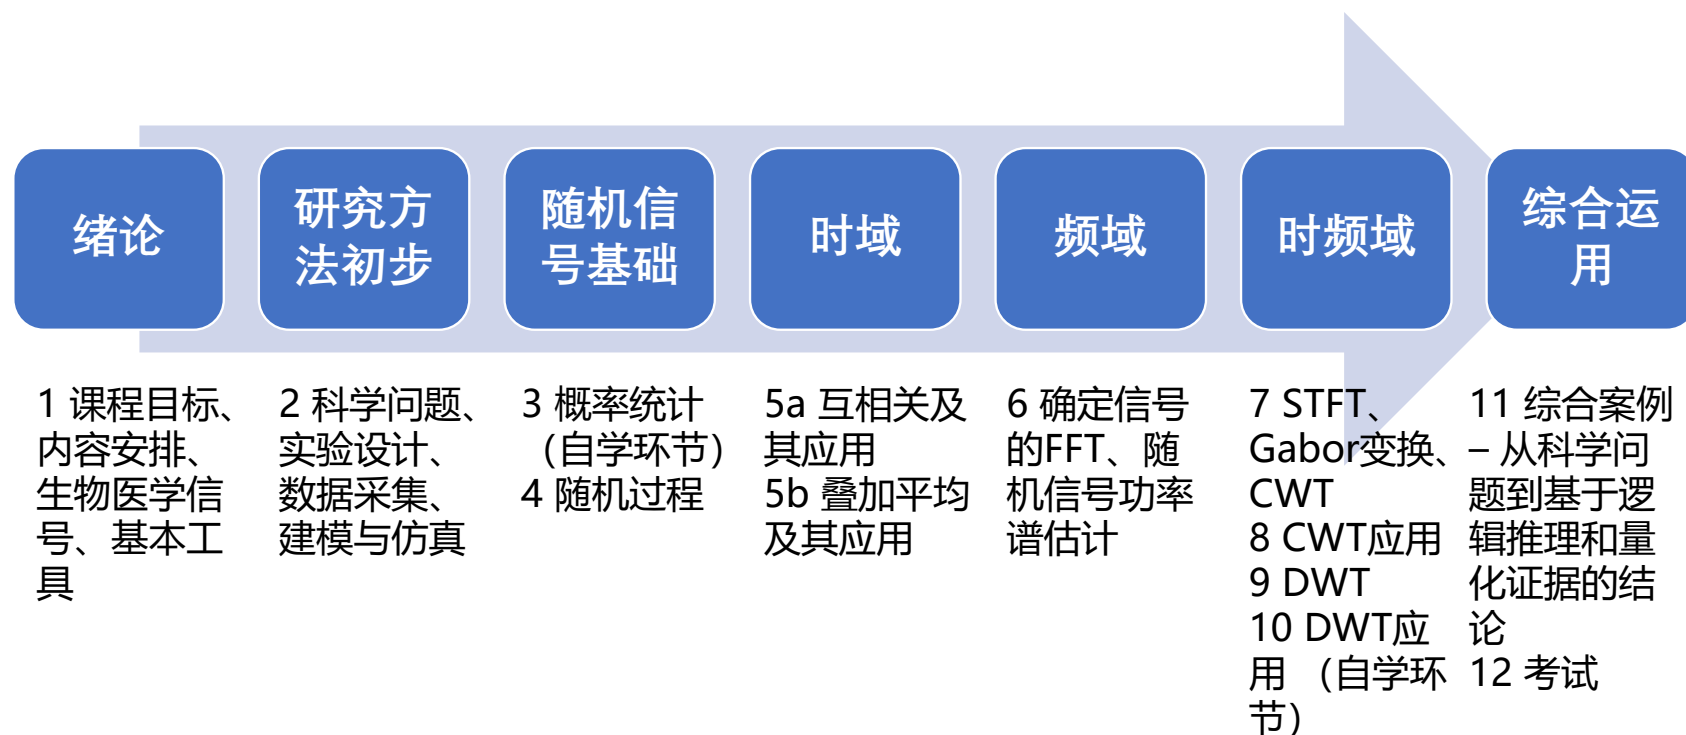 绪论
研究方
法初步
随机信
号基础
时域
频域
时频域
综合运
用
1 课程目标、
内容安排、
生物医学信
号、基本工
具
2 科学问题、
实验设计、
数据采集、
建模与仿真
3 概率统计
（自学环节）
4 随机过程
5a 互相关及
其应用
5b 叠加平均
及其应用
6 确定信号
的FFT、随
机信号功率
谱估计
7 STFT、
Gabor变换、
CWT
8 CWT应用
9 DWT
10 DWT应
用 （自学环
节）
11 综合案例
– 从科学问
题到基于逻
辑推理和量
化证据的结
论
12 考试